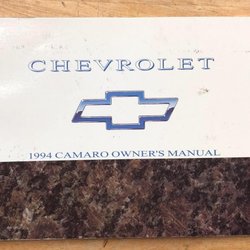 CHEVROLET
1994 CAMARO OWNER'S MANUAL